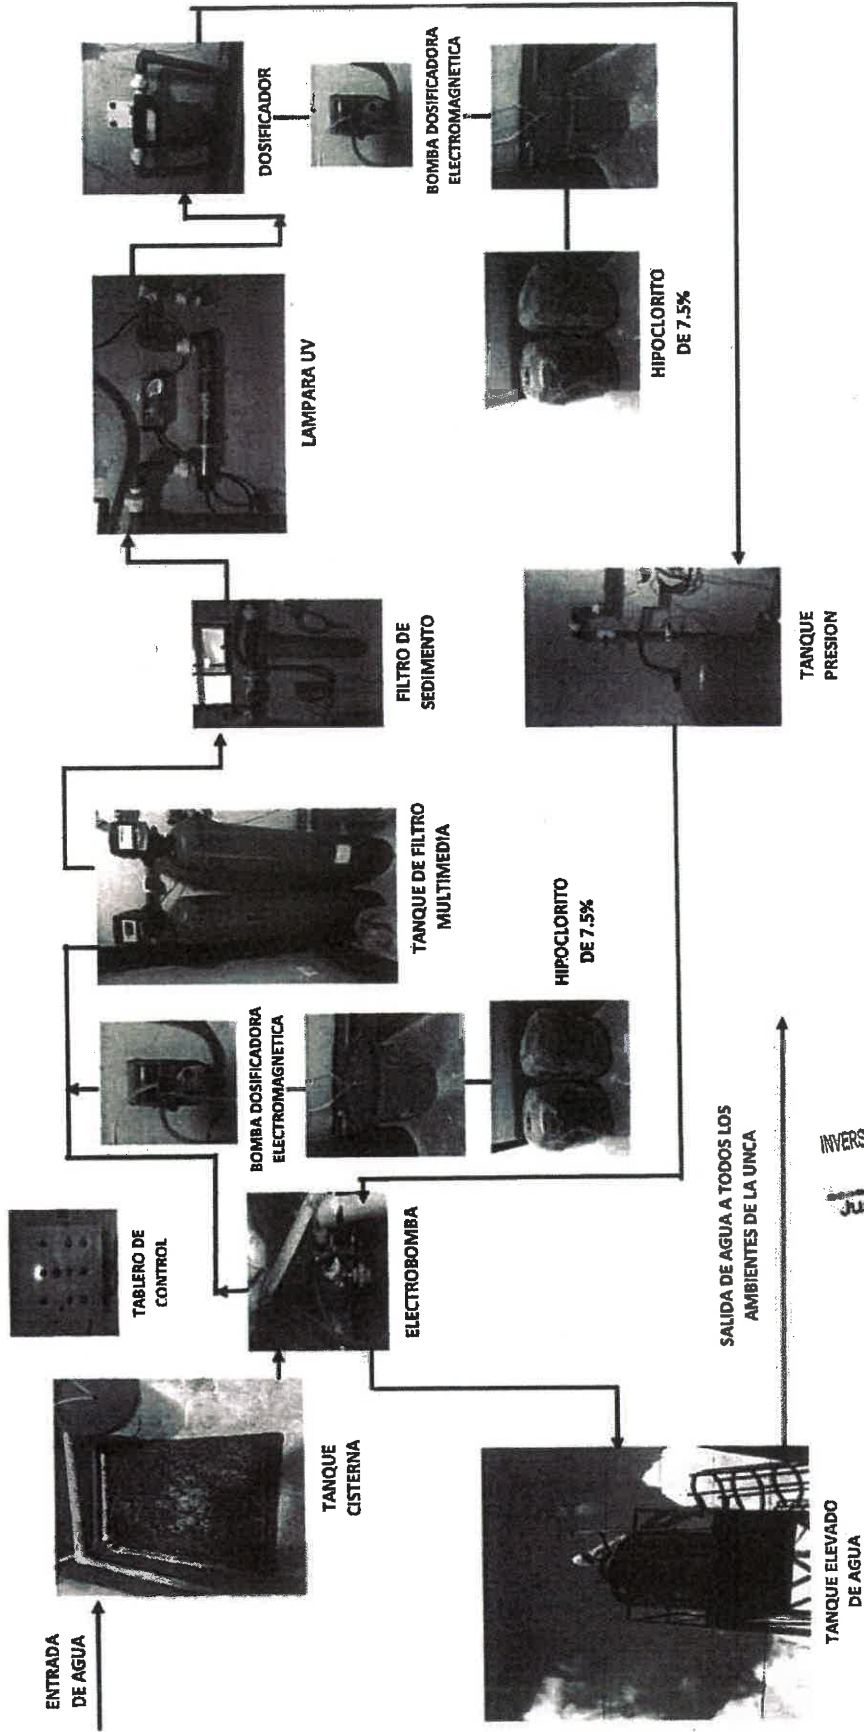 ENTRADA
DE AGUA
TANQUE
CISTERNA
TABLERO DE
CONTROL
ELECTROBOMBA
BOMBA DOSIFICADORA
ELECTROMAGNETICA
HIPOCLORITO
DE 7.5%
TANQUE DE FILTRO
MULTIMEDIA
FILTRO DE
SEDIMENTO
LAMPARA UV
DOSIFICADOR
BOMBA DOSIFICADORA
ELECTROMAGNETICA
HIPOCLORITO
DE 7.5%
TANQUE
PRESION
TANQUE ELEVADO
DE AGUA
SALIDA DE AGUA A TODOS LOS
AMBIENTES DE LA UNCA
INVERS